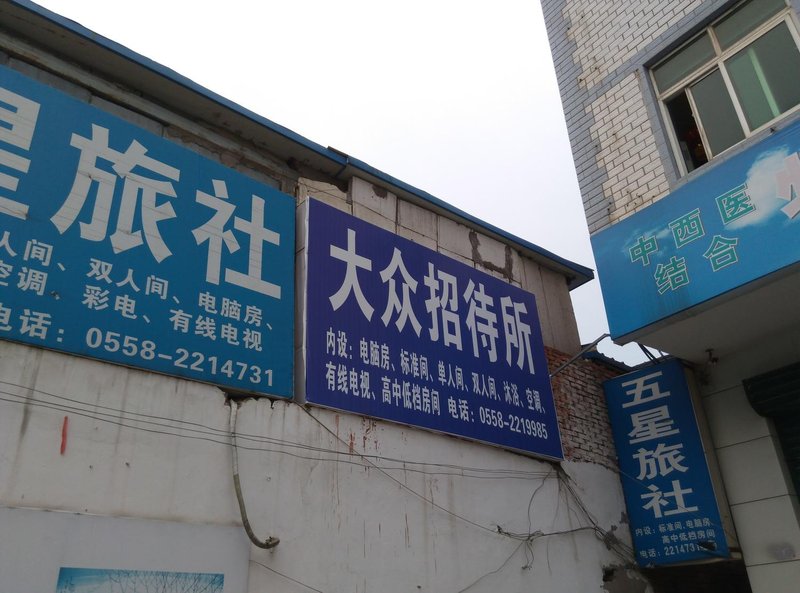 星旅社
人间、双人间、电脑房、
空调、彩电、有线电视
电话：0558-2214731
大众招待所
内设：电脑房、标准间、单人间、双人间、沐浴、空调、
有线电视、高中低档房间 电话：0558-2219985
中西医
结合
五星旅社
内设：标准间、电脑房、
高中低档房间
电话：2214731